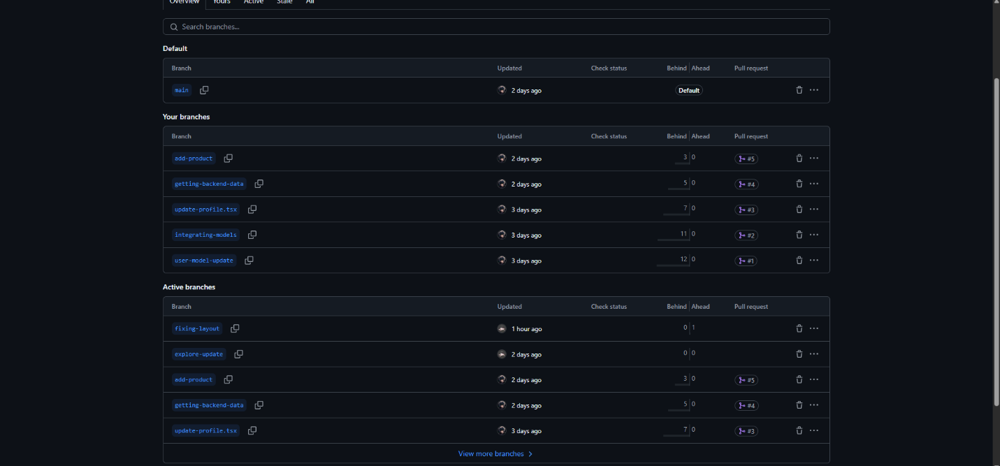 Overview Yours Active Stale All
Search branches...
Default
Branch Updated Check status Behind Ahead Pull request
main 2 days ago Default
Your branches
Branch Updated Check status Behind Ahead Pull request
add-product 2 days ago 3 0 #5
getting-backend-data 2 days ago 5 0 #4
update-profile.tsx 3 days ago 7 0 #3
integrating-models 3 days ago 11 0 #2
user-model-update 3 days ago 12 0 #1
Active branches
Branch Updated Check status Behind Ahead Pull request
fixing-layout 1 hour ago 0 1
explore-update 2 days ago 0 0
add-product 2 days ago 3 0 #5
getting-backend-data 2 days ago 5 0 #4
update-profile.tsx 3 days ago 7 0 #3
View more branches